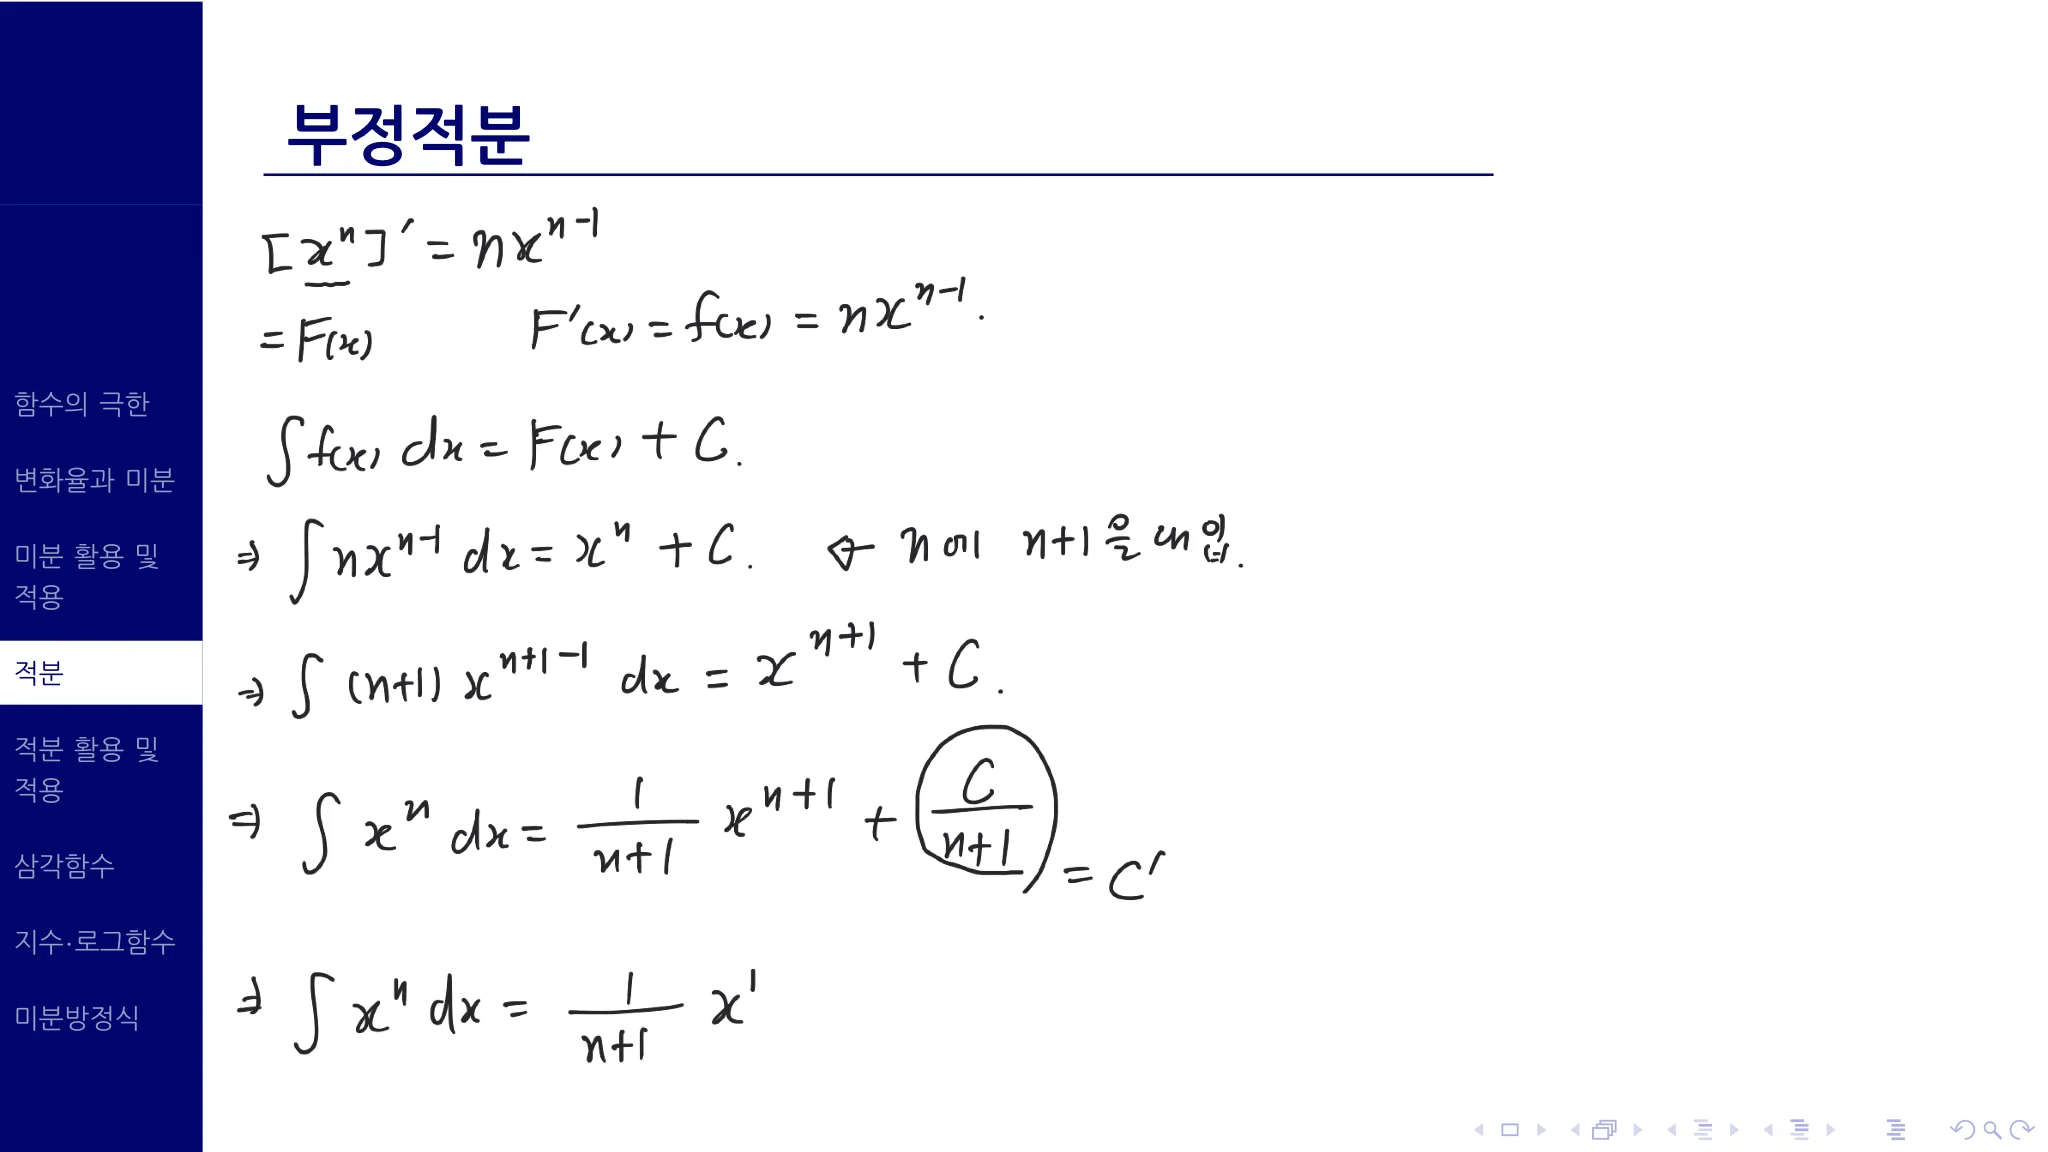 부정적분
[xⁿ]' = nxⁿ⁻¹
= F(x) F'(x) = f(x) = nxⁿ⁻¹.
∫f(x) dx = F(x) + C.
⇒ ∫ nxⁿ⁻¹ dx = xⁿ + C. ⇐ n에 n+1을 대입.
⇒ ∫ (n+1) xⁿ⁺¹⁻¹ dx = xⁿ⁺¹ + C.
⇒ ∫ xⁿ dx = 1/(n+1) xⁿ⁺¹ + C/(n+1) = C'
⇒ ∫ xⁿ dx = 1/(n+1) x'
함수의 극한
변화율과 미분
미분 활용 및
적용
적분
적분 활용 및
적용
삼각함수
지수·로그함수
미분방정식